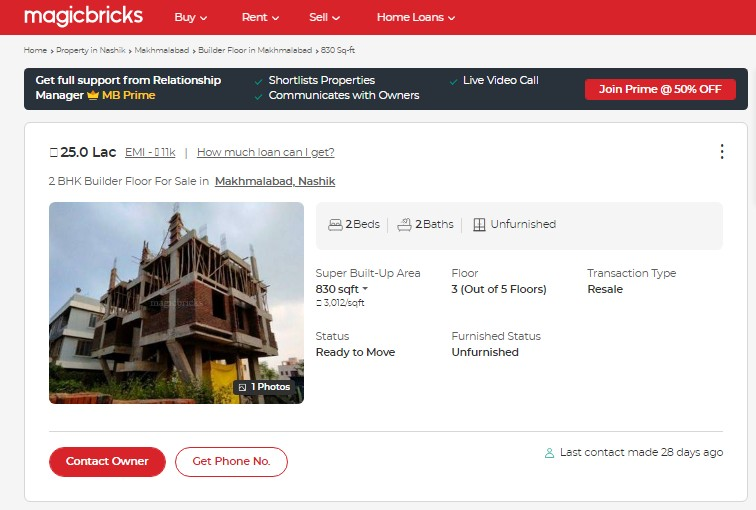 magicbricks
Buy Rent Sell Home Loans
Home > Property in Nashik > Makhmalabad > Builder Floor in Makhmalabad > 830 Sq-ft
Get full support from Relationship
Manager MB Prime
Shortlists Properties
Communicates with Owners
Live Video Call
Join Prime @ 50% OFF
25.0 Lac EMI - 11k | How much loan can I get?
2 BHK Builder Floor For Sale in Makhmalabad, Nashik
magicbricks
1 Photos
2 Beds 2 Baths Unfurnished
Super Built-Up Area
830 sqft
3,012/sqft
Floor
3 (Out of 5 Floors)
Transaction Type
Resale
Status
Ready to Move
Furnished Status
Unfurnished
Contact Owner
Get Phone No.
Last contact made 28 days ago